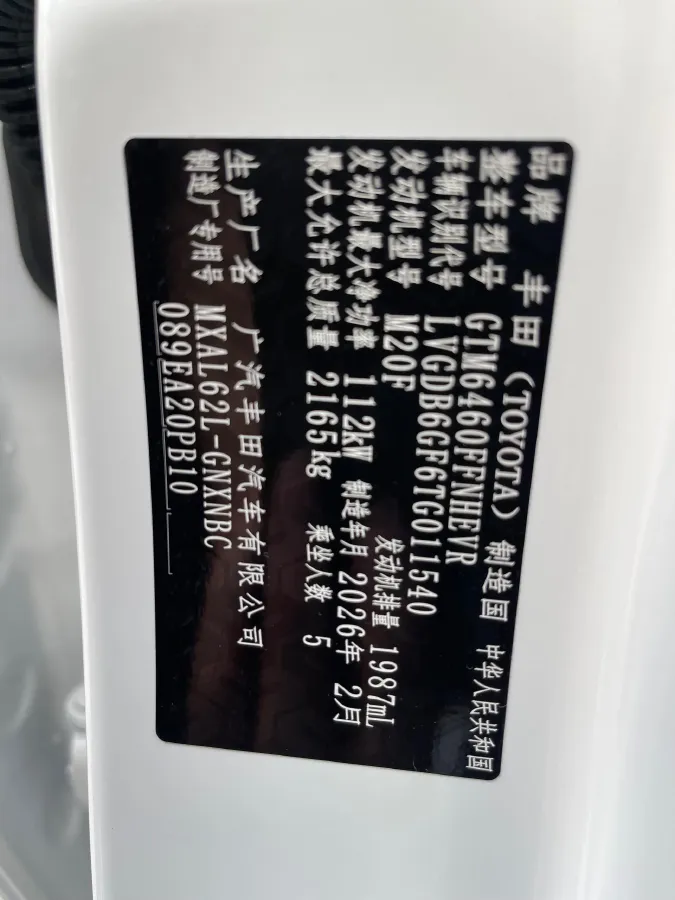 品牌 丰田 (TOYOTA) 制造国 中华人民共和国
整车型号 GTM6460FFNHEVR
车辆识别代号 LVGDB6GF6TG011540
发动机型号 M20F 发动机排量 1987mL
发动机最大净功率 112kW 制造年月 2026年 2月
最大允许总质量 2165kg 乘坐人数 5
生产厂名 广汽丰田汽车有限公司
制造厂专用号 MXAL62L-GNXNBC
089EA20PB10